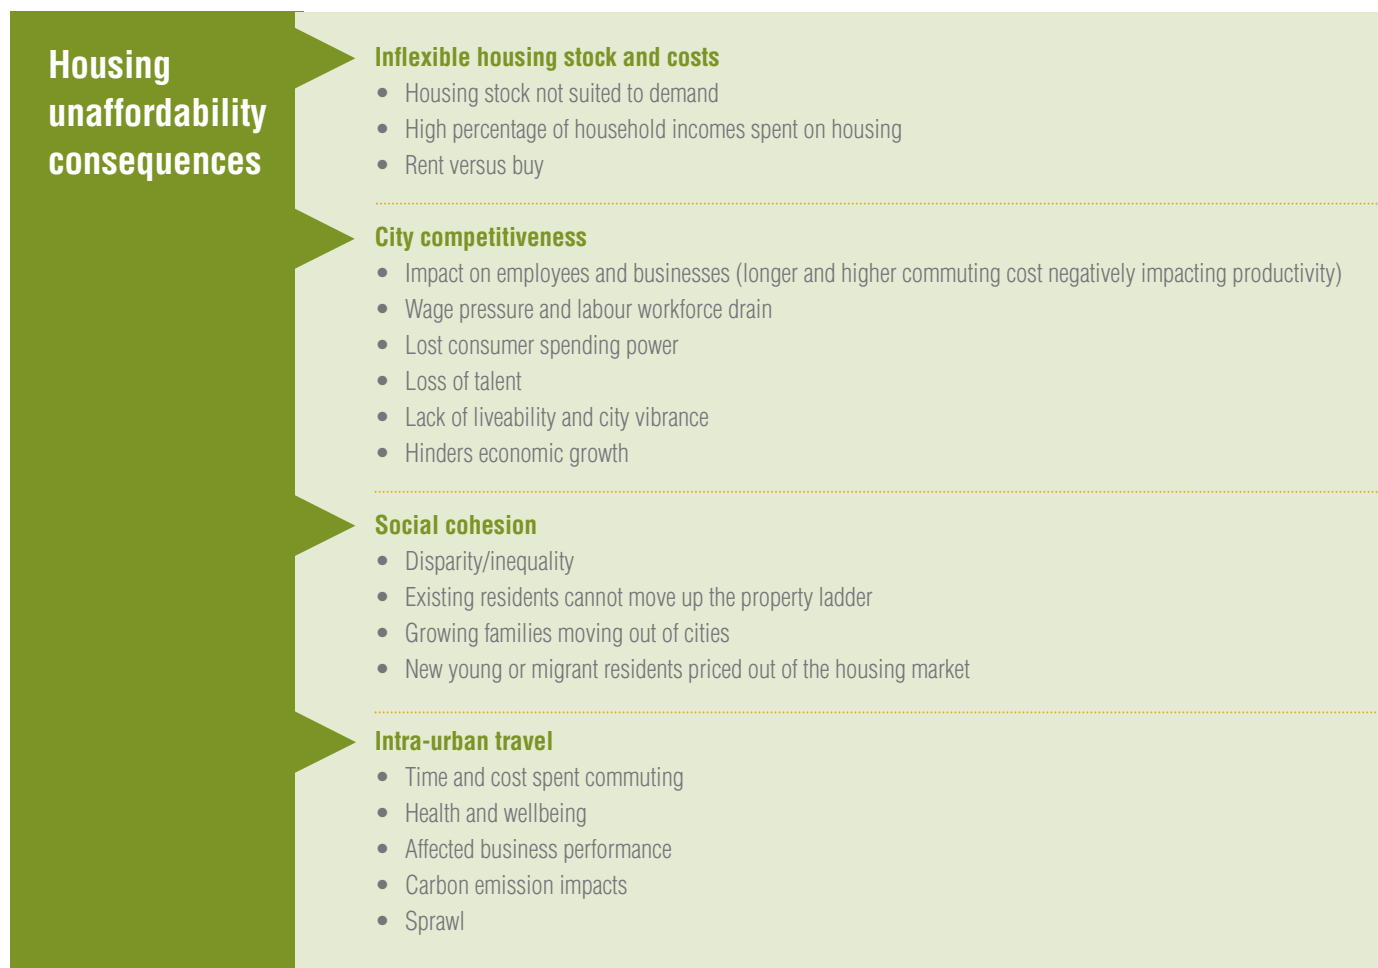 Housing
unaffordability
consequences
Inflexible housing stock and costs
• Housing stock not suited to demand
• High percentage of household incomes spent on housing
• Rent versus buy
City competitiveness
• Impact on employees and businesses (longer and higher commuting cost negatively impacting productivity)
• Wage pressure and labour workforce drain
• Lost consumer spending power
• Loss of talent
• Lack of liveability and city vibrance
• Hinders economic growth
Social cohesion
• Disparity/inequality
• Existing residents cannot move up the property ladder
• Growing families moving out of cities
• New young or migrant residents priced out of the housing market
Intra-urban travel
• Time and cost spent commuting
• Health and wellbeing
• Affected business performance
• Carbon emission impacts
• Sprawl